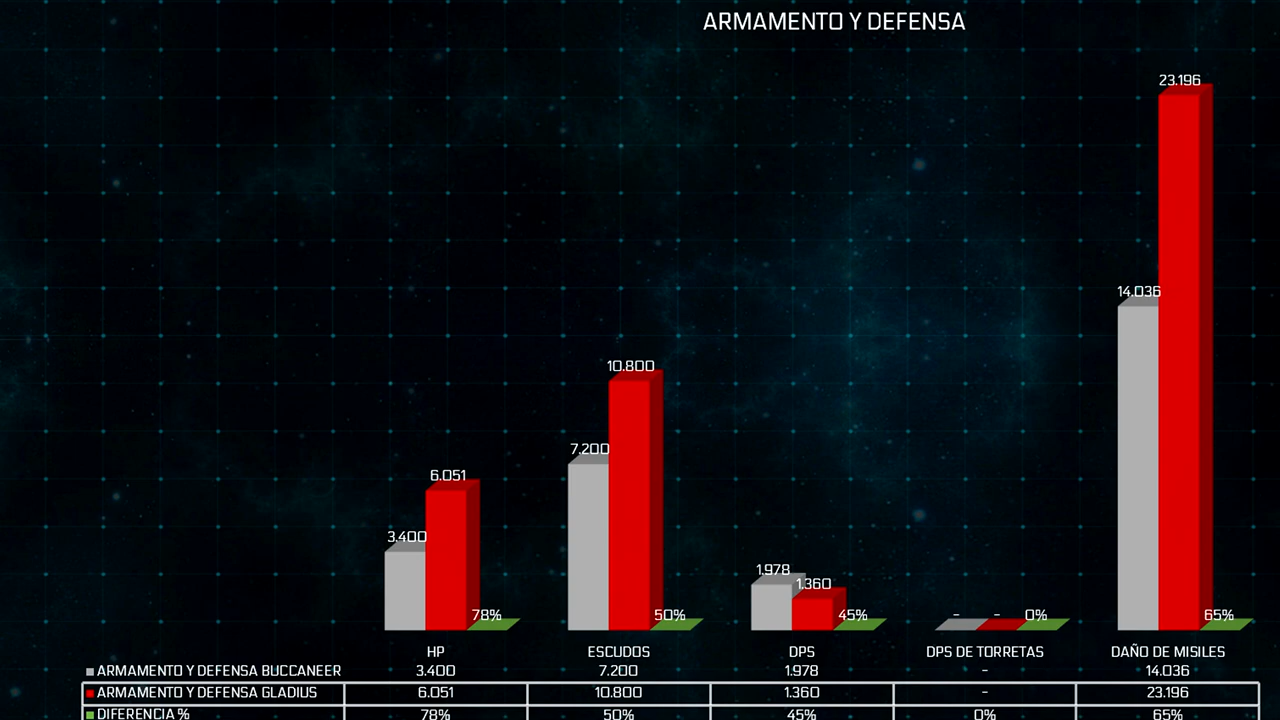 ARMAMENTO Y DEFENSA
23.196
14.036
10.800
7.200
6.051
3.400
1.978
1.360
78%
50%
45%
- - 0%
65%
HP ESCUDOS DPS DPS DE TORRETAS DAÑO DE MISILES
ARMAMENTO Y DEFENSA BUCCANEER 3.400 7.200 1.978 - 14.036
ARMAMENTO Y DEFENSA GLADIUS 6.051 10.800 1.360 - 23.196
DIFERENCIA % 78% 50% 45% 0% 65%